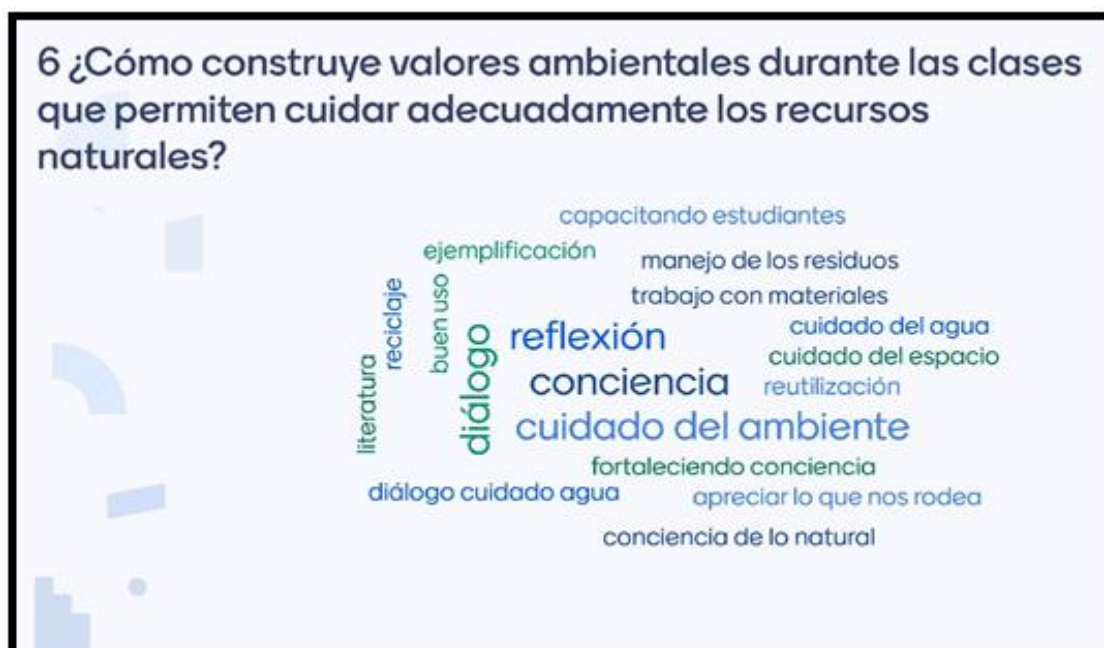 6 ¿Cómo construye valores ambientales durante las clases
que permiten cuidar adecuadamente los recursos
naturales?
capacitando estudiantes
ejemplificación
manejo de los residuos
trabajo con materiales
reciclaje
buen uso
cuidado del agua
reflexión
diálogo
cuidado del espacio
literatura
conciencia
reutilización
cuidado del ambiente
fortaleciendo conciencia
diálogo cuidado agua
apreciar lo que nos rodea
conciencia de lo natural